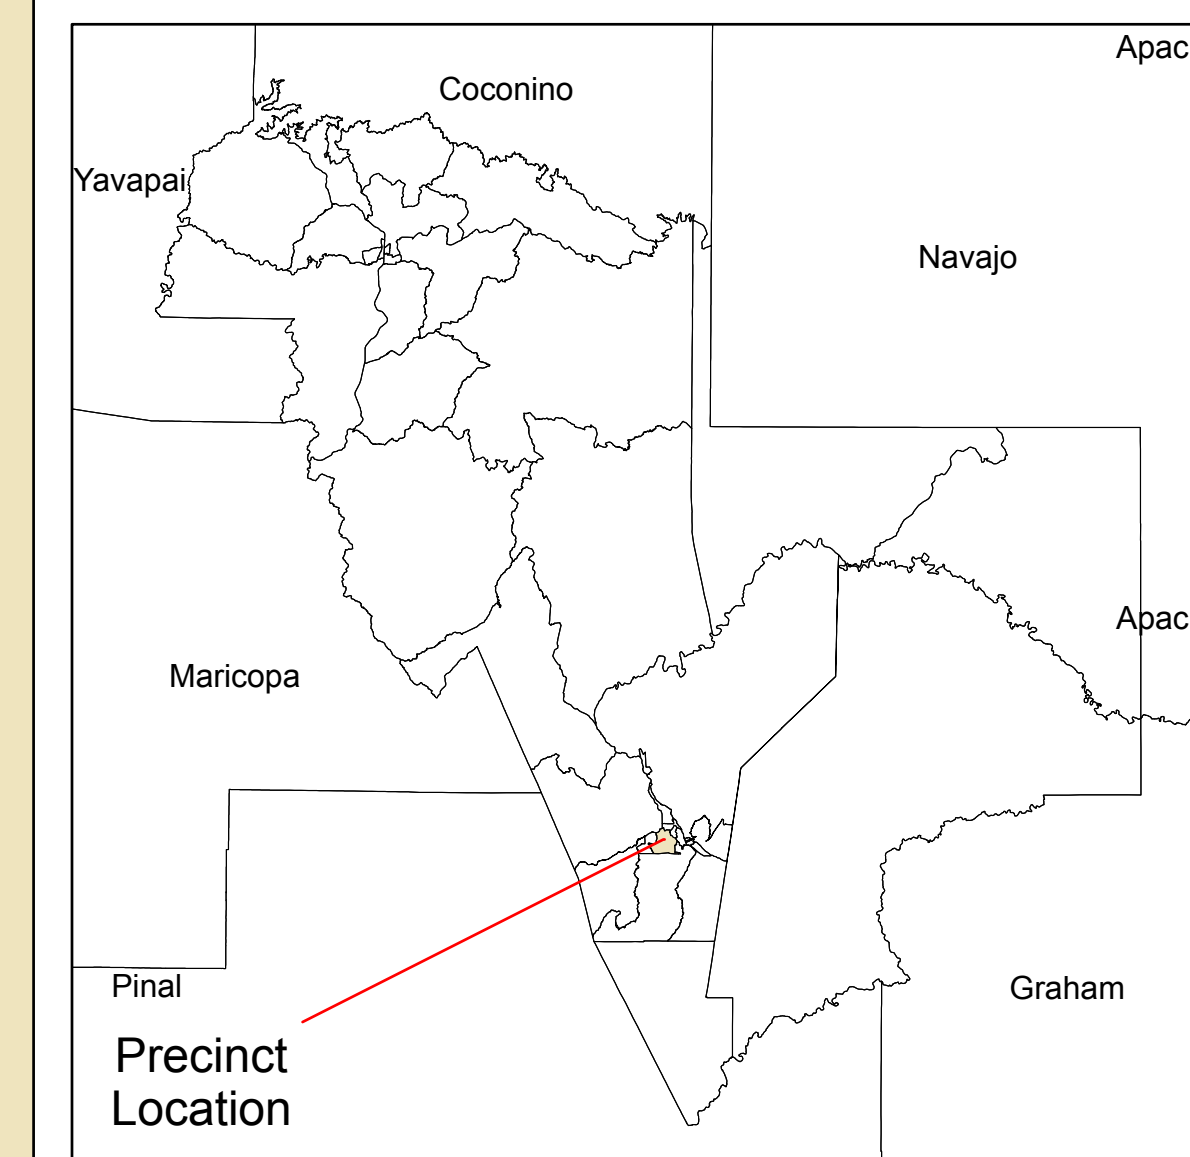 Apac
Coconino
Yavapai
Navajo
Apac
Maricopa
Pinal
Graham
Precinct
Location